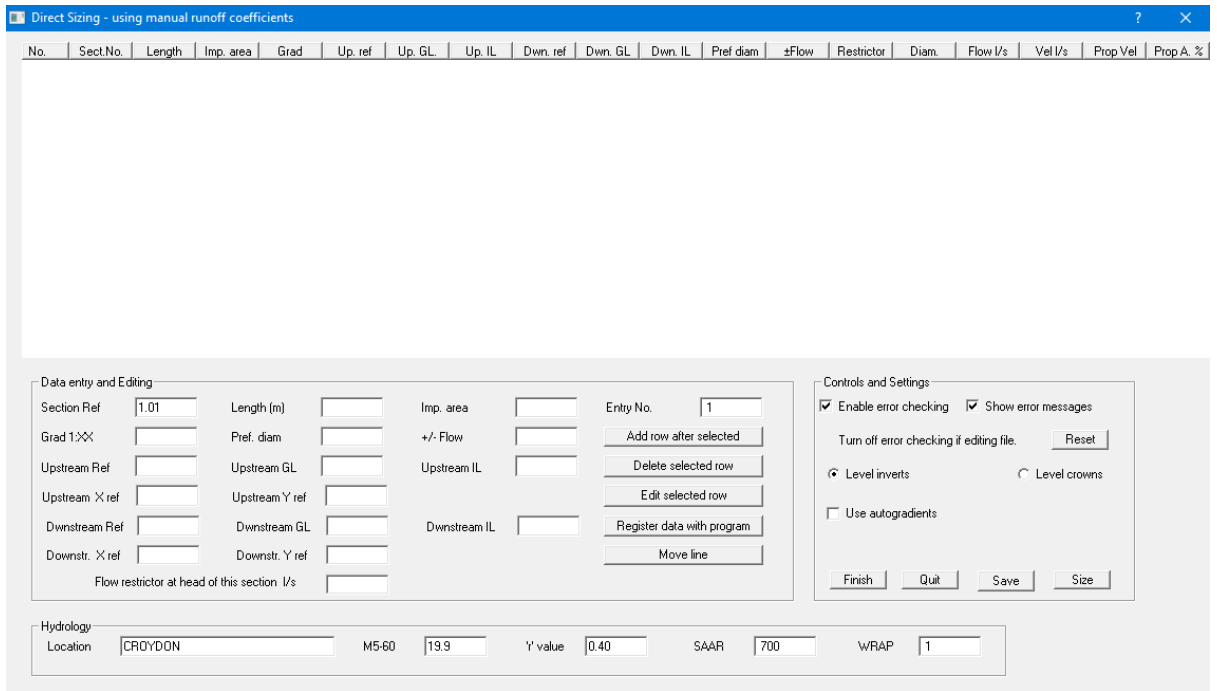 Direct Sizing - using manual runoff coefficients ? ×
No. Sect.No. Length Imp. area Grad Up. ref Up. GL. Up. IL Dwn. ref Dwn. GL Dwn. IL Pref diam ±Flow Restrictor Diam. Flow l/s Vel l/s Prop Vel Prop A. %
Data entry and Editing
Section Ref 1.01 Length (m) Imp. area Entry No. 1
Grad 1:XX Pref. diam +/- Flow Add row after selected
Upstream Ref Upstream GL Upstream IL Delete selected row
Upstream X ref Upstream Y ref Edit selected row
Dwnstream Ref Dwnstream GL Dwnstream IL Register data with program
Downstr. X ref Downstr. Y ref Move line
Flow restrictor at head of this section l/s
Controls and Settings
Enable error checking Show error messages
Turn off error checking if editing file. Reset
Level inverts Level crowns
Use autogradients
Finish Quit Save Size
Hydrology
Location CROYDON M5-60 19.9 'r' value 0.40 SAAR 700 WRAP 1